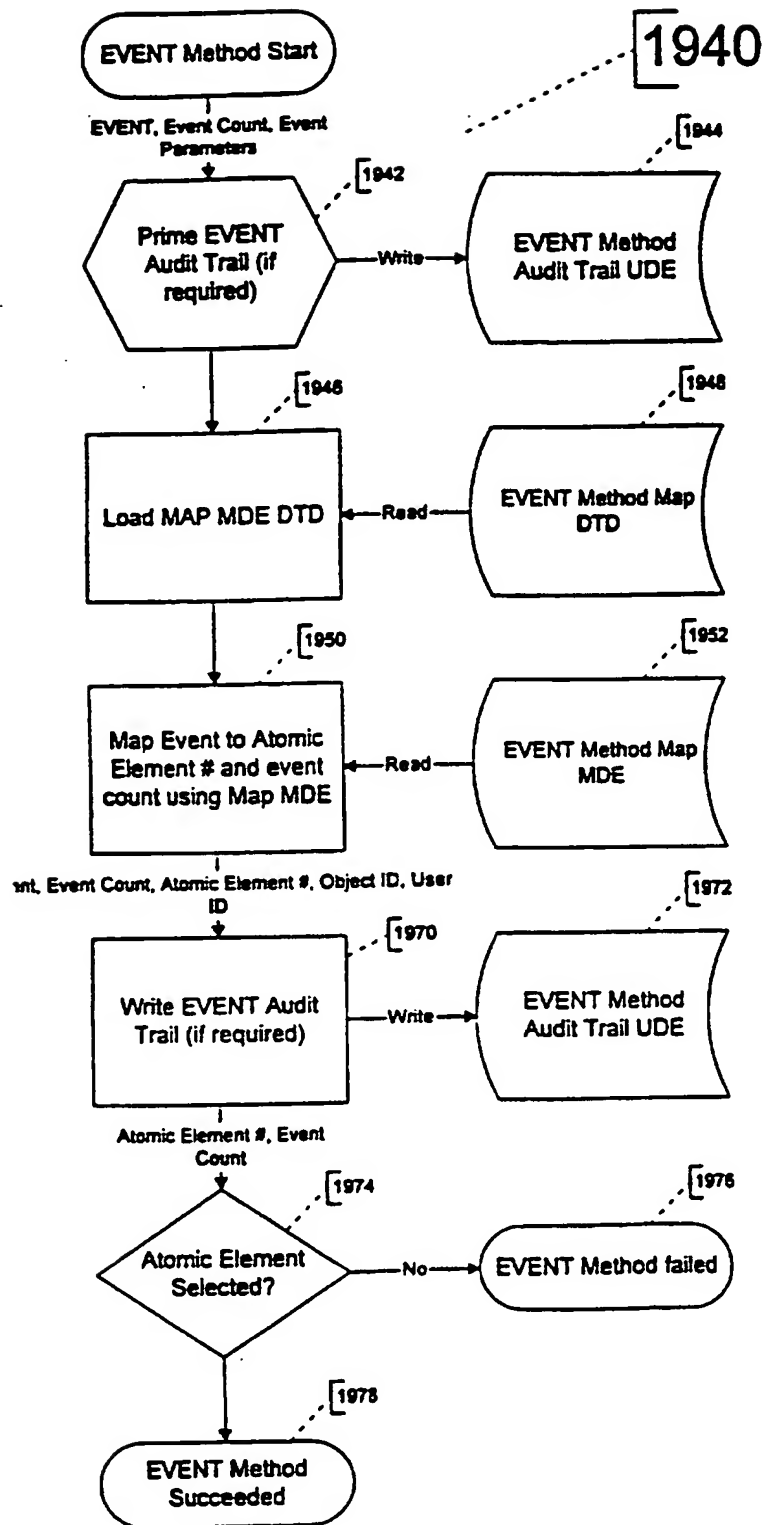 EVENT Method Start
1940
EVENT, Event Count, Event
Parameters
1942
1944
Prime EVENT
Audit Trail (if
required)
Write
EVENT Method
Audit Trail UDE
1946
1948
Load MAP MDE DTD
Read
EVENT Method Map
DTD
1950
1952
Map Event to Atomic
Element # and event
count using Map MDE
Read
EVENT Method Map
MDE
Event Count, Atomic Element #, Object ID, User
ID
1970
1972
Write EVENT Audit
Trail (if required)
Write
EVENT Method
Audit Trail UDE
Atomic Element #, Event
Count
1974
1976
Atomic Element
Selected?
No
EVENT Method failed
1978
EVENT Method
Succeeded